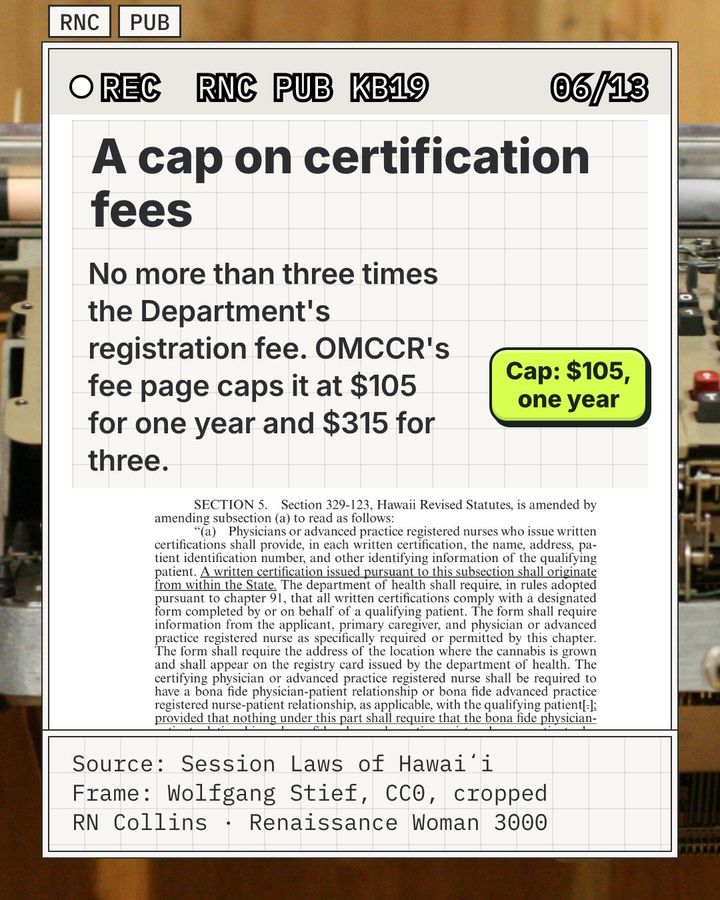 RNC PUB
REC RNC PUB KB19 06/13
A cap on certification
fees
No more than three times
the Department's
registration fee. OMCCR's
fee page caps it at $105
for one year and $315 for
three.
Cap: $105,
one year
SECTION 5. Section 329-123, Hawaii Revised Statutes, is amended by
amending subsection (a) to read as follows:
"(a) Physicians or advanced practice registered nurses who issue written
certifications shall provide, in each written certification, the name, address, pa-
tient identification number, and other identifying information of the qualifying
patient. A written certification issued pursuant to this subsection shall originate
from within the State. The department of health shall require, in rules adopted
pursuant to chapter 91, that all written certifications comply with a designated
form completed by or on behalf of a qualifying patient. The form shall require
information from the applicant, primary caregiver, and physician or advanced
practice registered nurse as specifically required or permitted by this chapter.
The form shall require the address of the location where the cannabis is grown
and shall appear on the registry card issued by the department of health. The
certifying physician or advanced practice registered nurse shall be required to
have a bona fide physician-patient relationship or bona fide advanced practice
registered nurse-patient relationship, as applicable, with the qualifying patient[.];
provided that nothing under this part shall require that the bona fide physician-
Source: Session Laws of Hawaiʻi
Frame: Wolfgang Stief, CC0, cropped
RN Collins · Renaissance Woman 3000